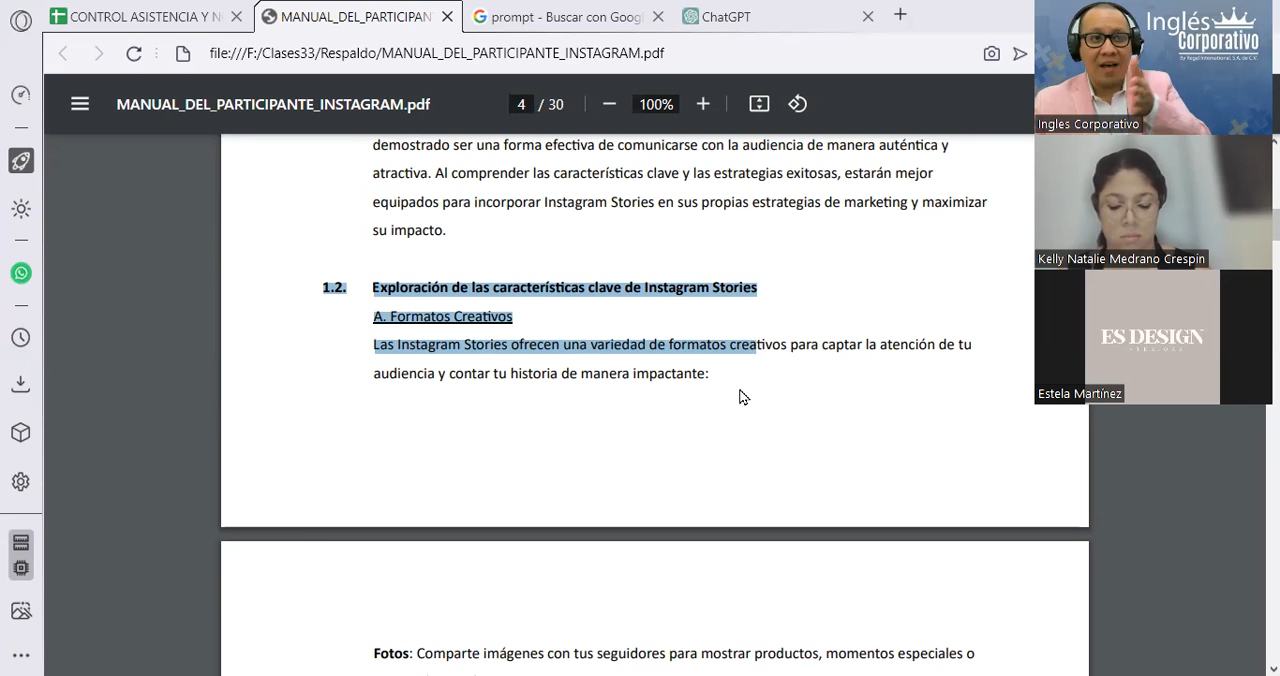 CONTROL ASISTENCIA Y N
MANUAL_DEL_PARTICIPAN
prompt - Buscar con Goog
ChatGPT
file:///F:/Clases33/Respaldo/MANUAL_DEL_PARTICIPANTE_INSTAGRAM.pdf
MANUAL_DEL_PARTICIPANTE_INSTAGRAM.pdf
4 / 30
100%
demostrado ser una forma efectiva de comunicarse con la audiencia de manera auténtica y
atractiva. Al comprender las características clave y las estrategias exitosas, estarán mejor
equipados para incorporar Instagram Stories en sus propias estrategias de marketing y maximizar
su impacto.
1.2. Exploración de las características clave de Instagram Stories
A. Formatos Creativos
Las Instagram Stories ofrecen una variedad de formatos creativos para captar la atención de tu
audiencia y contar tu historia de manera impactante:
Fotos: Comparte imágenes con tus seguidores para mostrar productos, momentos especiales o
Inglés
Corporativo
By Regal International, S.A. de C.V.
Ingles Corporativo
Kelly Natalie Medrano Crespin
ES DESIGN
Estela Martínez